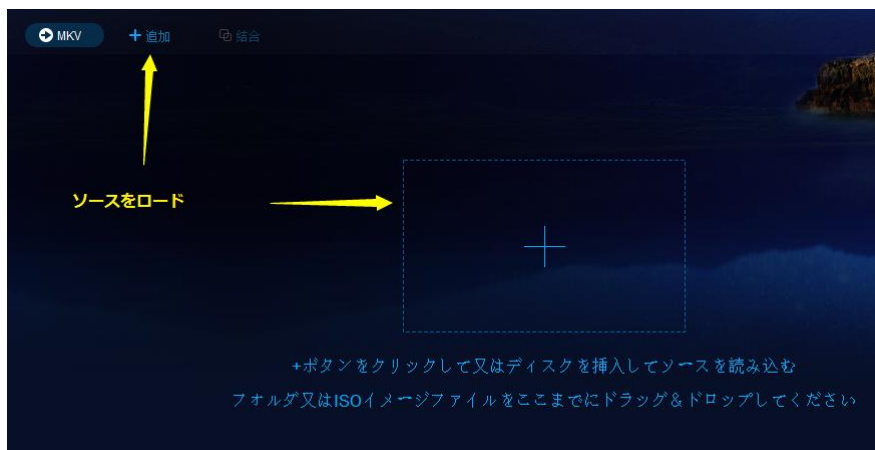 MKV 追加 結合
ソースをロード
+ボタンをクリックして又はディスクを挿入してソースを読み込む
フォルダ又はISOイメージファイルをここまでにドラッグ&ドロップしてください